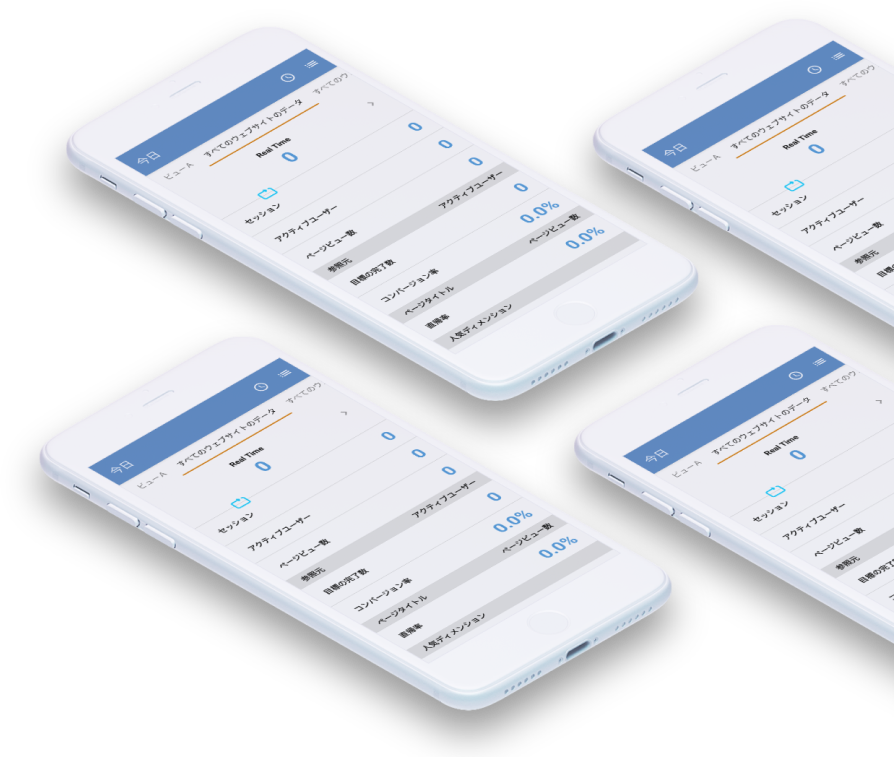 今日
ビューA すべてのウェブサイトのデータ すべてのウ
Real Time
0
セッション 0
アクティブユーザー 0
ページビュー数 0
参照元 アクティブユーザー
目標の完了数 0
コンバージョン率 0.0%
ページタイトル ページビュー数
直帰率 0.0%
人気ディメンション
今日
ビューA すべてのウェブサイトのデータ すべてのウ
Real Time
0
セッション
アクティブユーザー
ページビュー数
参照元
今日
ビューA すべてのウェブサイトのデータ すべてのウ
Real Time
0
セッション 0
アクティブユーザー 0
ページビュー数 0
参照元 アクティブユーザー
目標の完了数 0
コンバージョン率 0.0%
ページタイトル ページビュー数
直帰率 0.0%
人気ディメンション
今日
ビューA すべてのウェブサイトのデータ すべてのウ
Real Time
0
セッション
アクティブユーザー
ページビュー数
参照元
目標の完了